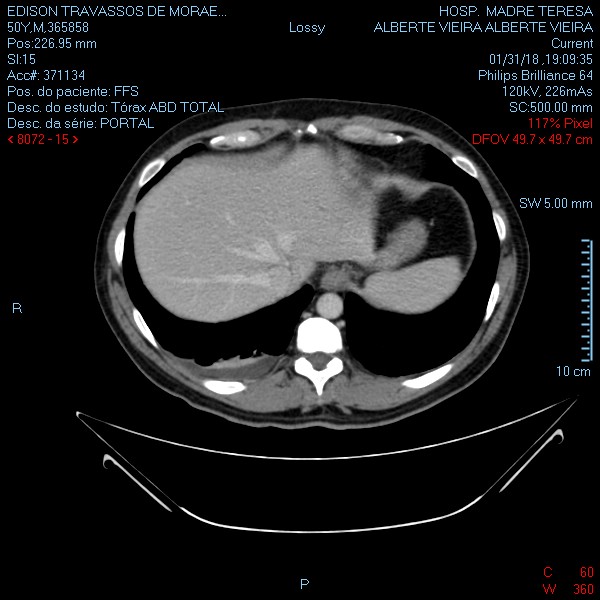 EDISON TRAVASSOS DE MORAE...
50Y,M,365858
Pos:226.95 mm
SI:15
Acc#: 371134
Pos. do paciente: FFS
Desc. do estudo: Tórax ABD TOTAL
Desc. da série: PORTAL
< 8072 - 15 >
Lossy
HOSP. MADRE TERESA
ALBERTE VIEIRA ALBERTE VIEIRA
Current
01/31/18 ,19:09:35
Philips Brilliance 64
120kV, 226mAs
SC:500.00 mm
117% Pixel
DFOV 49.7 x 49.7 cm
SW 5.00 mm
R
10 cm
P
C 60
W 360